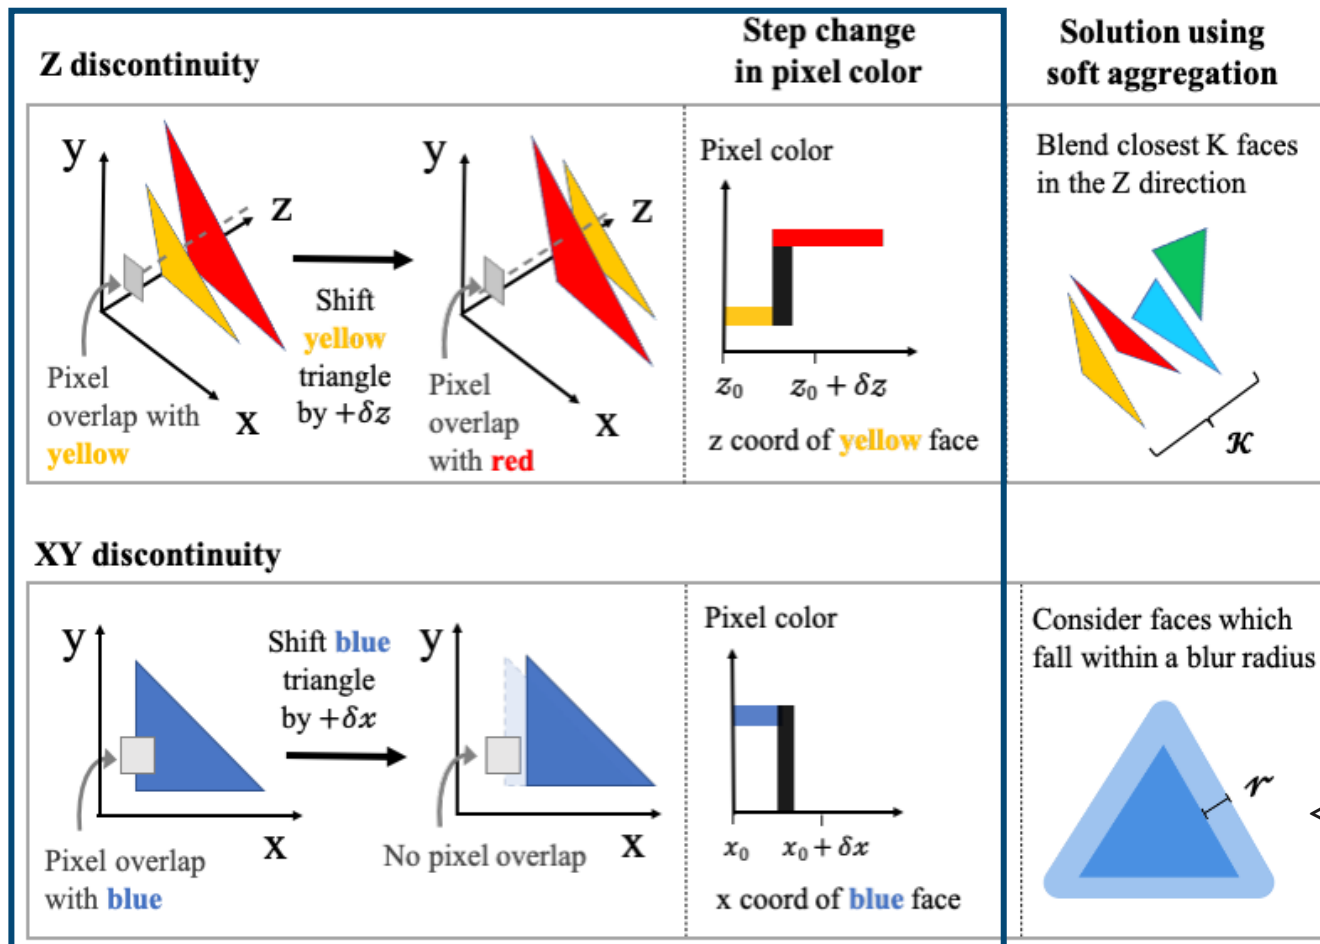 Z discontinuity
Step change
in pixel color
Solution using
soft aggregation
y
z
x
Pixel
overlap with
yellow
Shift
yellow
triangle
by +δz
y
z
x
Pixel
overlap
with red
Pixel color
z₀
z₀ + δz
z coord of yellow face
Blend closest K faces
in the Z direction
𝒦
XY discontinuity
y
x
Pixel overlap
with blue
Shift blue
triangle
by +δx
y
x
No pixel overlap
Pixel color
x₀
x₀ + δx
x coord of blue face
Consider faces which
fall within a blur radius
𝓇